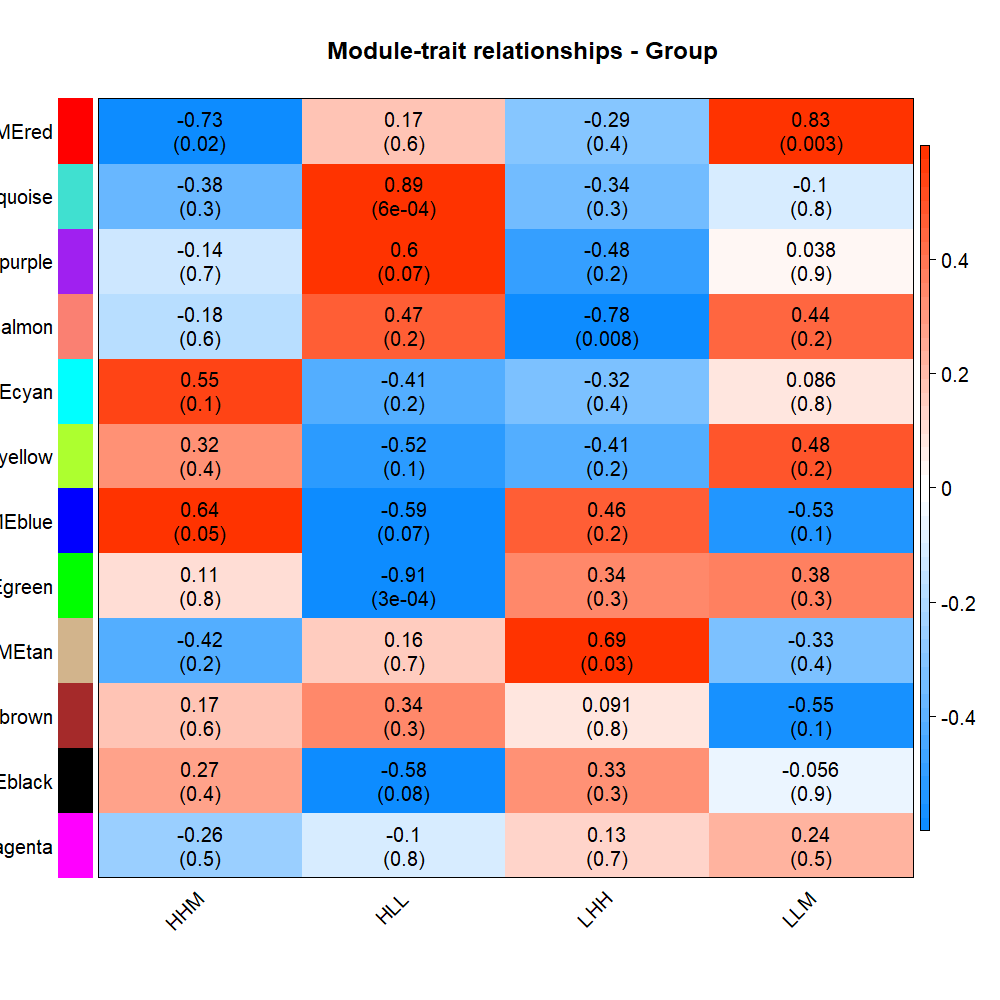 Module-trait relationships - Group
MEred -0.73 0.17 -0.29 0.83
(0.02) (0.6) (0.4) (0.003)
quoise -0.38 0.89 -0.34 -0.1
(0.3) (6e-04) (0.3) (0.8)
purple -0.14 0.6 -0.48 0.038
(0.7) (0.07) (0.2) (0.9)
almon -0.18 0.47 -0.78 0.44
(0.6) (0.2) (0.008) (0.2)
Ecyan 0.55 -0.41 -0.32 0.086
(0.1) (0.2) (0.4) (0.8)
yellow 0.32 -0.52 -0.41 0.48
(0.4) (0.1) (0.2) (0.2)
MEblue 0.64 -0.59 0.46 -0.53
(0.05) (0.07) (0.2) (0.1)
Egreen 0.11 -0.91 0.34 0.38
(0.8) (3e-04) (0.3) (0.3)
MEtan -0.42 0.16 0.69 -0.33
(0.2) (0.7) (0.03) (0.4)
brown 0.17 0.34 0.091 -0.55
(0.6) (0.3) (0.8) (0.1)
Eblack 0.27 -0.58 0.33 -0.056
(0.4) (0.08) (0.3) (0.9)
agenta -0.26 -0.1 0.13 0.24
(0.5) (0.8) (0.7) (0.5)
HHM HLL LHH LLM
0.4
0.2
0
-0.2
-0.4